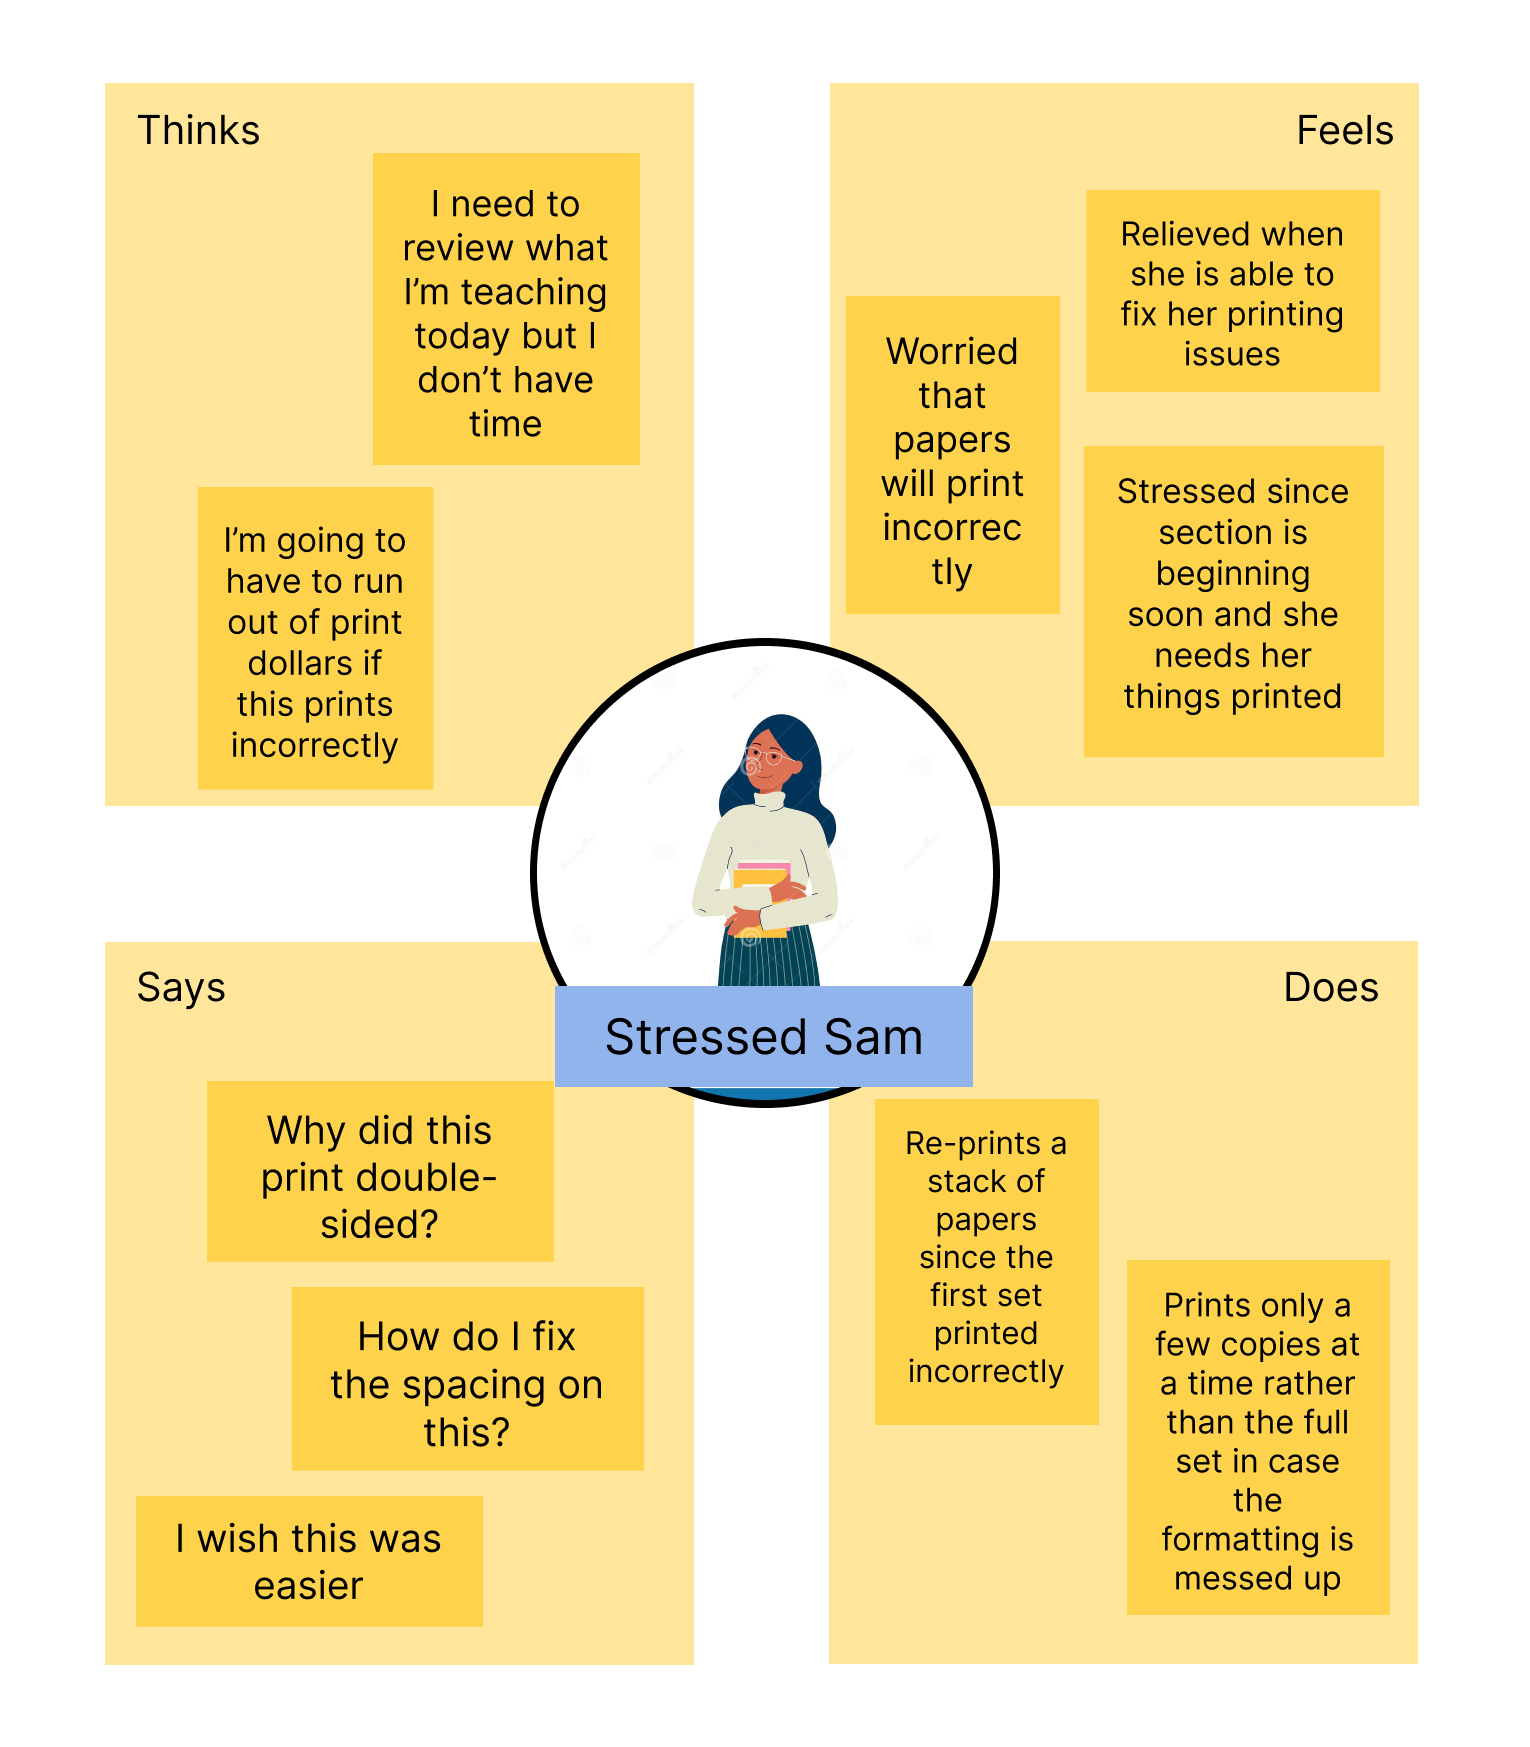 Thinks
I need to
review what
I’m teaching
today but I
don’t have
time
I’m going to
have to run
out of print
dollars if
this prints
incorrectly
Feels
Relieved when
she is able to
fix her printing
issues
Worried
that
papers
will print
incorrec
tly
Stressed since
section is
beginning
soon and she
needs her
things printed
Stressed Sam
Says
Why did this
print double-
sided?
How do I fix
the spacing on
this?
I wish this was
easier
Does
Re-prints a
stack of
papers
since the
first set
printed
incorrectly
Prints only a
few copies at
a time rather
than the full
set in case
the
formatting is
messed up